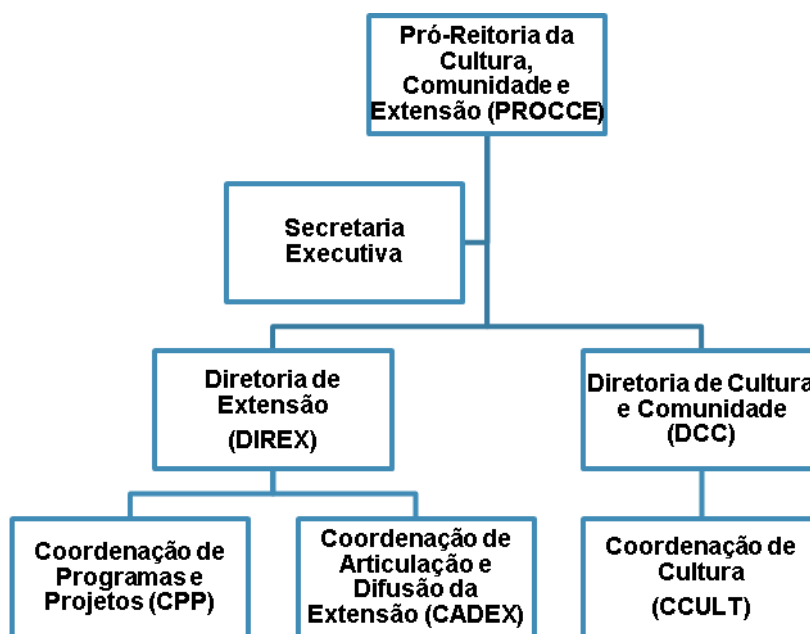 Pró-Reitoria da
Cultura,
Comunidade e
Extensão (PROCCE)
Secretaria
Executiva
Diretoria de
Extensão
(DIREX)
Diretoria de Cultura
e Comunidade
(DCC)
Coordenação de
Programas e
Projetos (CPP)
Coordenação de
Articulação e
Difusão da
Extensão (CADEX)
Coordenação de
Cultura
(CCULT)